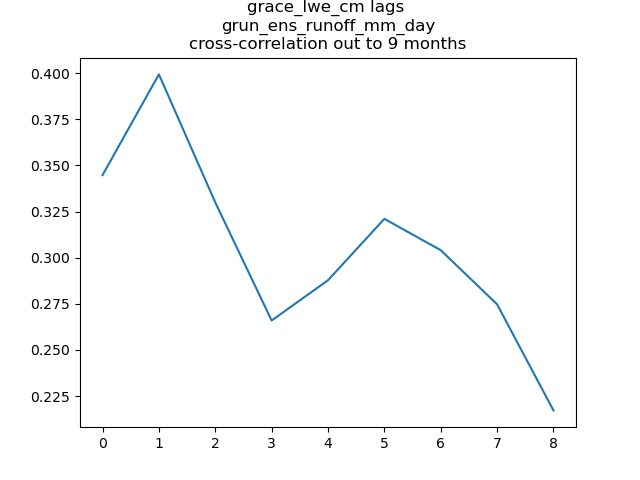 grace_lwe_cm lags
grun_ens_runoff_mm_day
cross-correlation out to 9 months
0.400
0.375
0.350
0.325
0.300
0.275
0.250
0.225
0 1 2 3 4 5 6 7 8